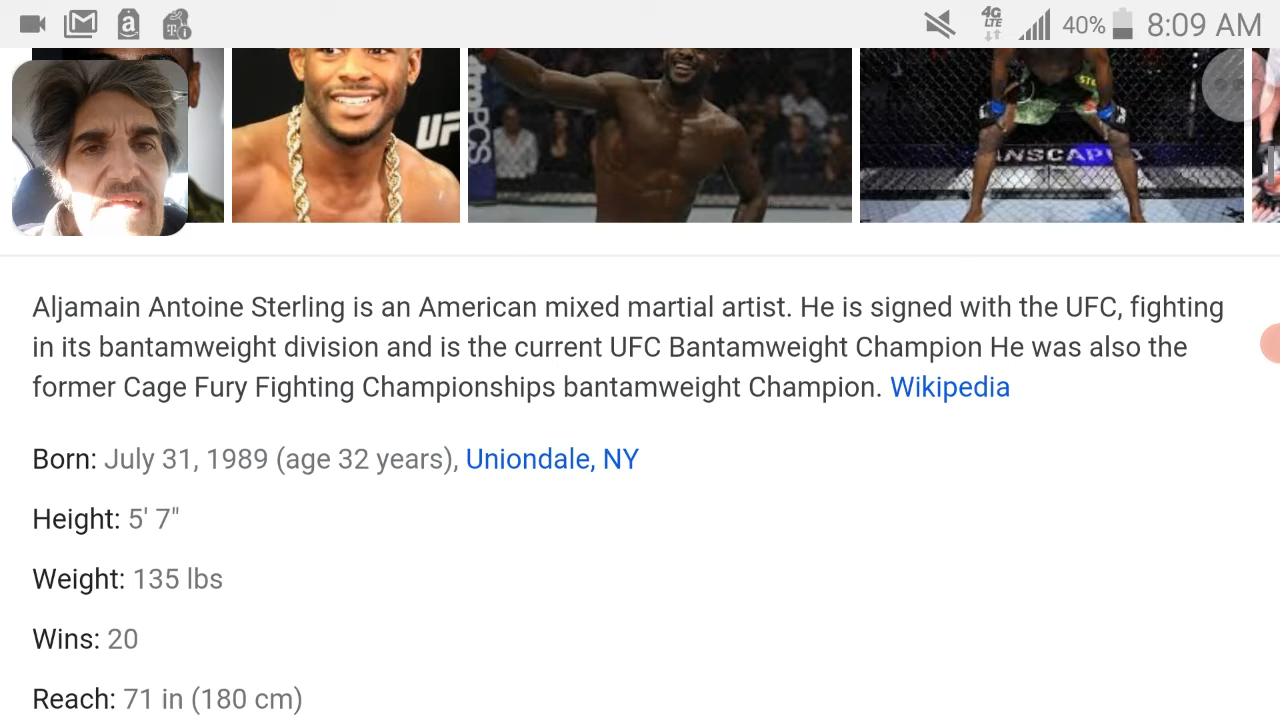 4G
LTE
40%
8:09 AM
UF
Aljamain Antoine Sterling is an American mixed martial artist. He is signed with the UFC, fighting
in its bantamweight division and is the current UFC Bantamweight Champion He was also the
former Cage Fury Fighting Championships bantamweight Champion. Wikipedia
Born: July 31, 1989 (age 32 years), Uniondale, NY
Height: 5' 7"
Weight: 135 lbs
Wins: 20
Reach: 71 in (180 cm)